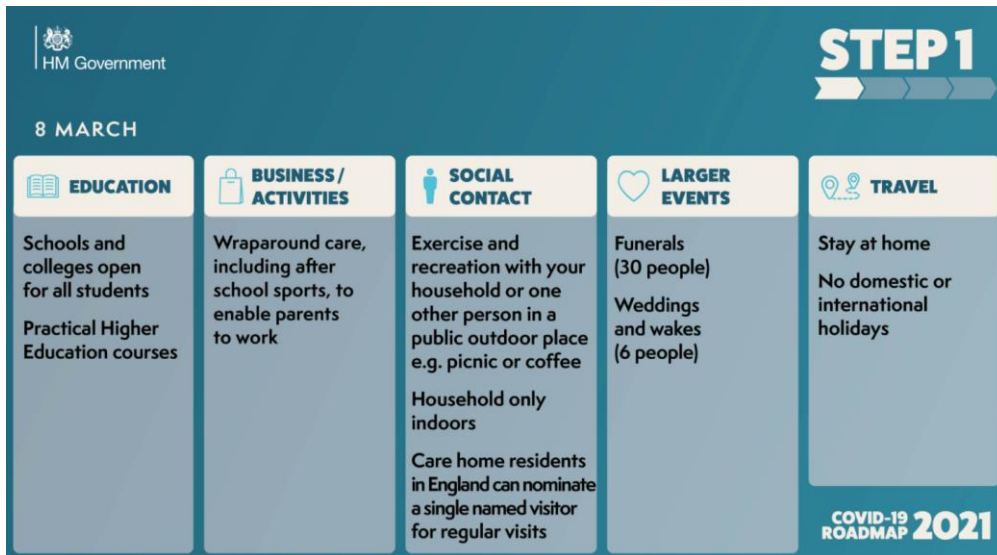 HM Government
STEP 1
8 MARCH
EDUCATION
Schools and
colleges open
for all students
Practical Higher
Education courses
BUSINESS /
ACTIVITIES
Wraparound care,
including after
school sports, to
enable parents
to work
SOCIAL
CONTACT
Exercise and
recreation with your
household or one
other person in a
public outdoor place
e.g. picnic or coffee
Household only
indoors
Care home residents
in England can nominate
a single named visitor
for regular visits
LARGER
EVENTS
Funerals
(30 people)
Weddings
and wakes
(6 people)
TRAVEL
Stay at home
No domestic or
international
holidays
COVID-19
ROADMAP 2021